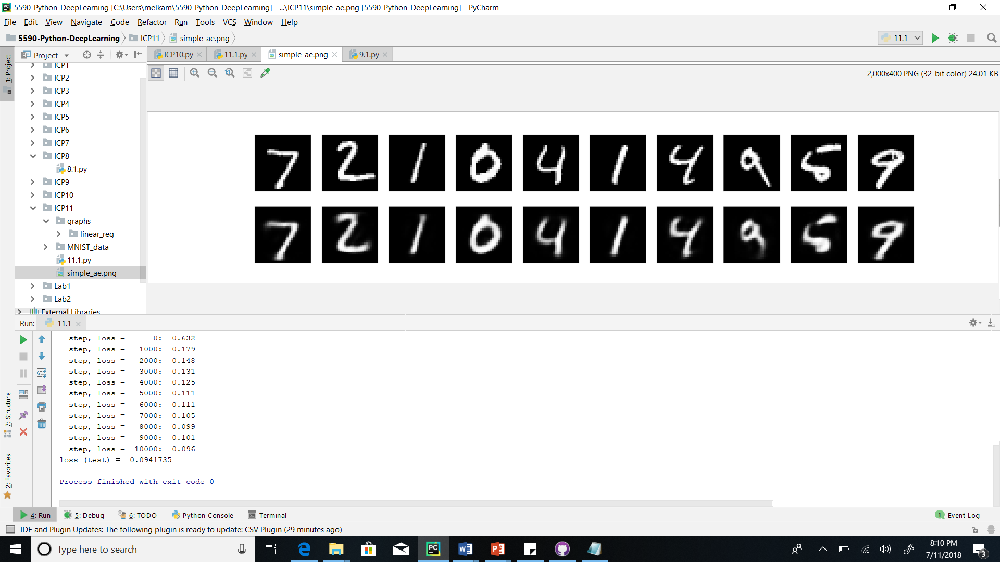 PC 5590-Python-DeepLearning [C:\Users\melkam\5590-Python-DeepLearning] - ...\ICP11\simple_ae.png [5590-Python-DeepLearning] - PyCharm
File Edit View Navigate Code Refactor Run Tools VCS Window Help
5590-Python-DeepLearning ICP11 simple_ae.png 11.1
1: Project
Project ICP10.py 11.1.py simple_ae.png 9.1.py
2,000x400 PNG (32-bit color) 24.01 KB
ICP1
ICP2
ICP3
ICP4
ICP5
ICP6
ICP7
ICP8
8.1.py
ICP9
ICP10
ICP11
graphs
linear_reg
MNIST_data
11.1.py
simple_ae.png
Lab1
Lab2
External Libraries
7 2 1 0 4 1 4 9 5 9
7 2 1 0 4 1 4 9 5 9
Run: 11.1
step, loss =      0:  0.632
step, loss =   1000:  0.179
step, loss =   2000:  0.148
step, loss =   3000:  0.131
step, loss =   4000:  0.125
step, loss =   5000:  0.111
step, loss =   6000:  0.111
step, loss =   7000:  0.105
step, loss =   8000:  0.099
step, loss =   9000:  0.101
step, loss =  10000:  0.096
loss (test) =  0.0941735
Process finished with exit code 0
7: Structure
2: Favorites
4: Run 5: Debug 6: TODO Python Console Terminal 1 Event Log
IDE and Plugin Updates: The following plugin is ready to update: CSV Plugin (29 minutes ago)
Type here to search
8:10 PM
7/11/2018
3